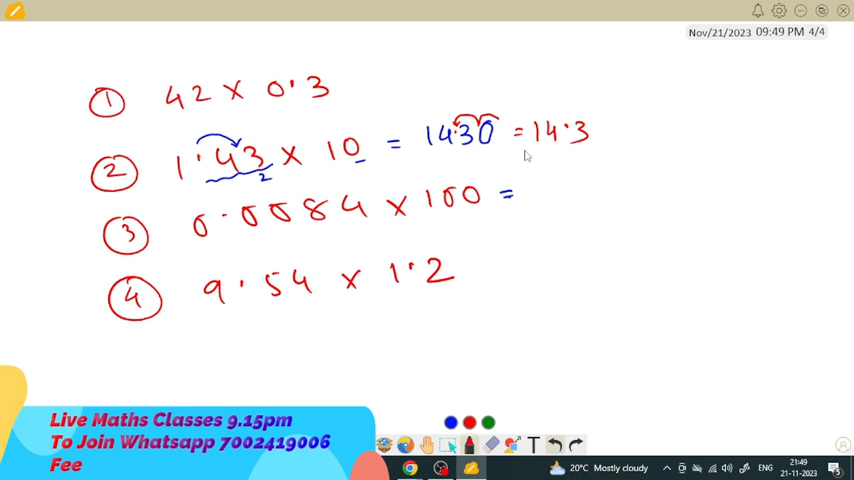 Nov/21/2023 09:49 PM 4/4
① 42 × 0.3
② 1.43 × 10 = 1430 = 14.3
2
③ 0.0084 × 100 =
④ 9.54 × 1.2
Live Maths Classes 9.15pm
To Join Whatsapp 7002419006
Fee
T
20°C Mostly cloudy ENG 21:49
21-11-2023
5